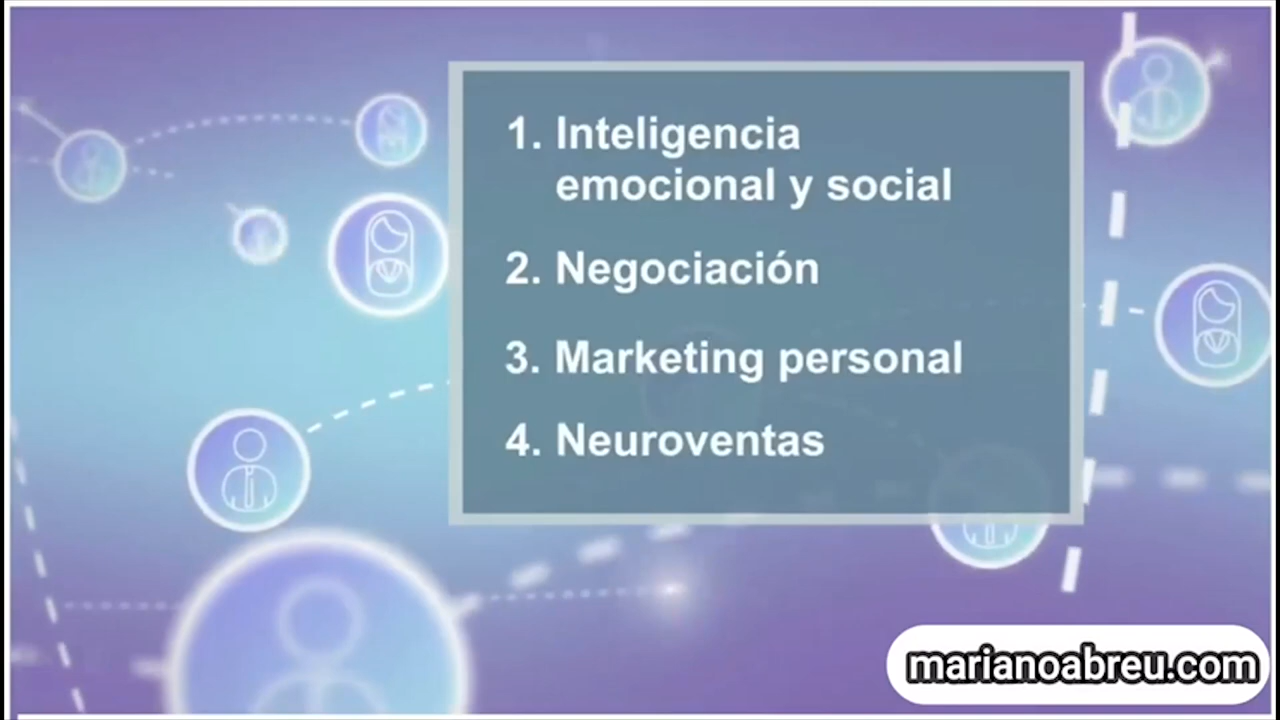 1. Inteligencia
emocional y social
2. Negociación
3. Marketing personal
4. Neuroventas
marianoabreu.com